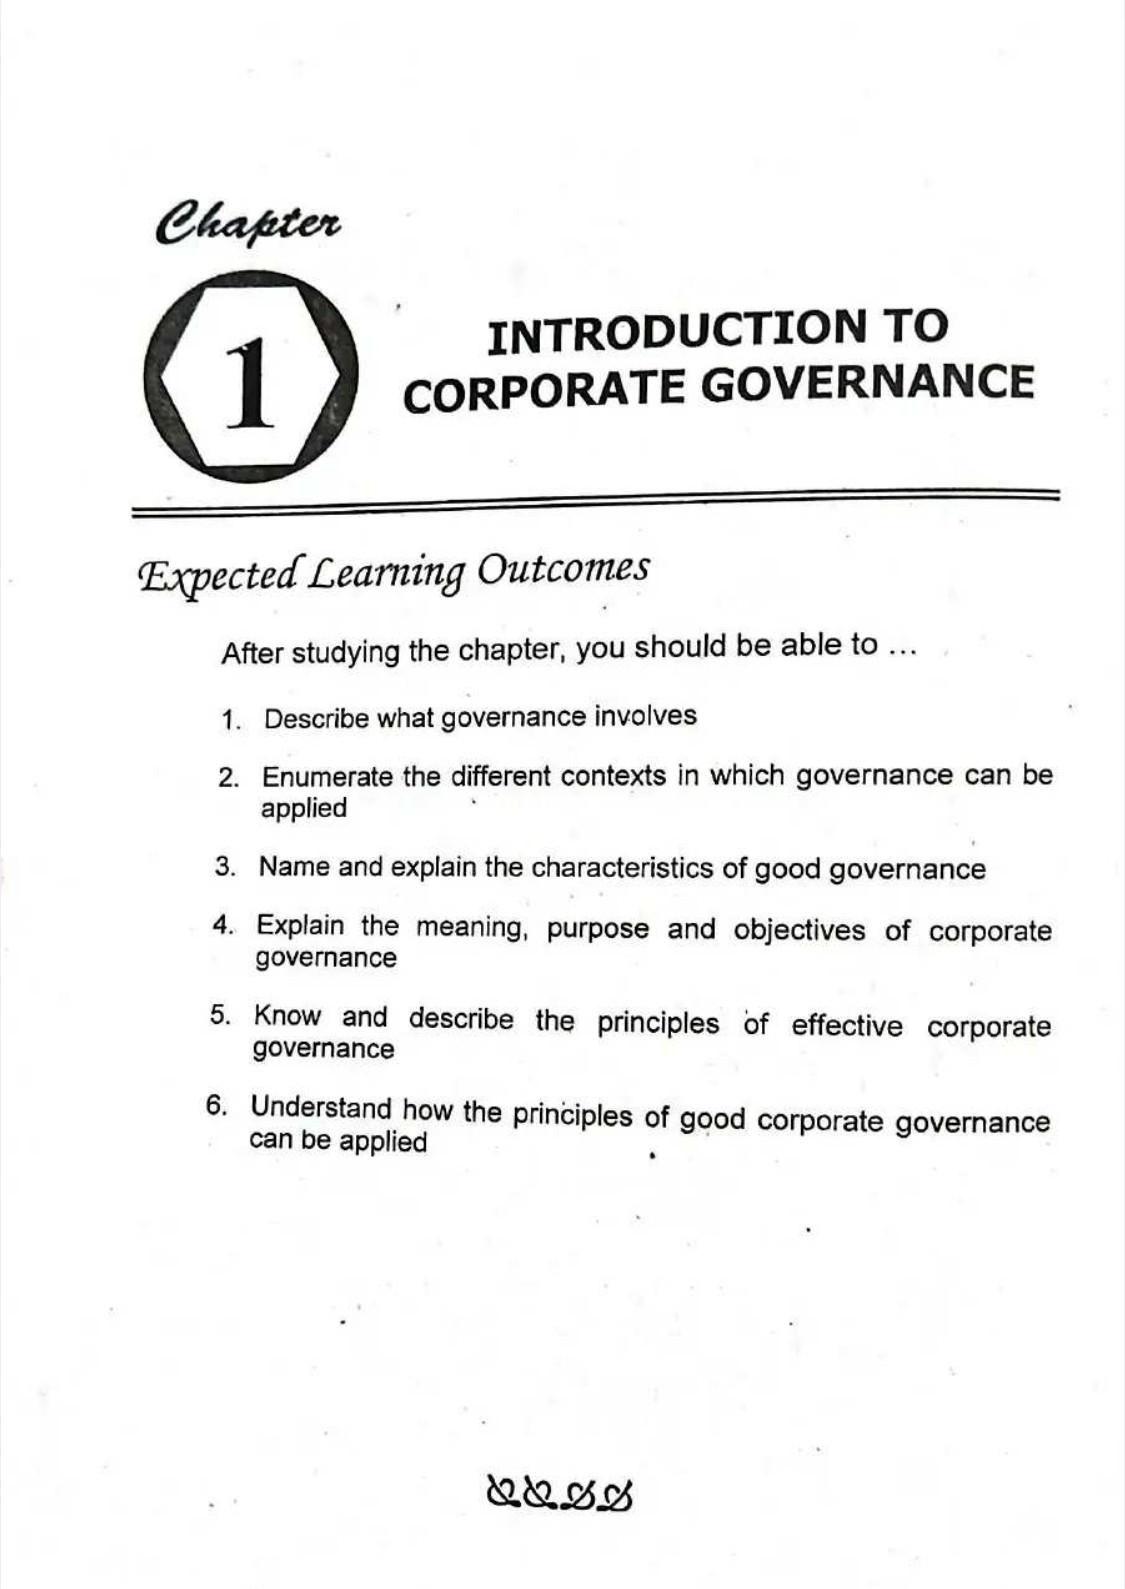 Chapter
1
INTRODUCTION TO
CORPORATE GOVERNANCE
Expected Learning Outcomes
After studying the chapter, you should be able to ...
1. Describe what governance involves
2. Enumerate the different contexts in which governance can be
applied
3. Name and explain the characteristics of good governance
4. Explain the meaning, purpose and objectives of corporate
governance
5. Know and describe the principles of effective corporate
governance
6. Understand how the principles of good corporate governance
can be applied